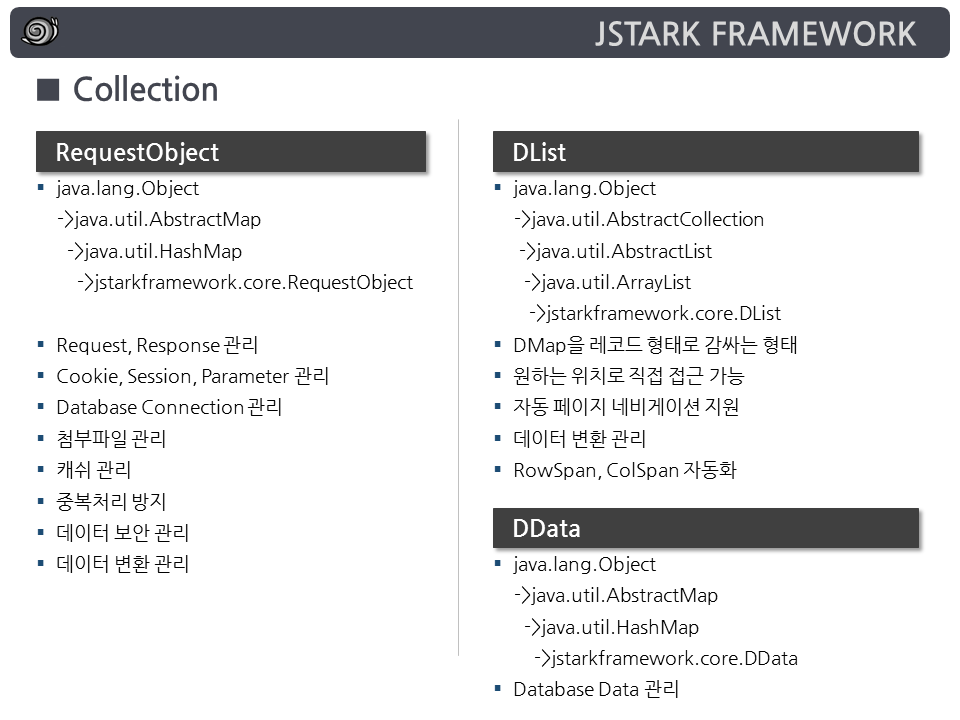 JSTARK FRAMEWORK
■ Collection
RequestObject
▪ java.lang.Object
->java.util.AbstractMap
->java.util.HashMap
->jstarkframework.core.RequestObject
▪ Request, Response 관리
▪ Cookie, Session, Parameter 관리
▪ Database Connection 관리
▪ 첨부파일 관리
▪ 캐쉬 관리
▪ 중복처리 방지
▪ 데이터 보안 관리
▪ 데이터 변환 관리
DList
▪ java.lang.Object
->java.util.AbstractCollection
->java.util.AbstractList
->java.util.ArrayList
->jstarkframework.core.DList
▪ DMap을 레코드 형태로 감싸는 형태
▪ 원하는 위치로 직접 접근 가능
▪ 자동 페이지 네비게이션 지원
▪ 데이터 변환 관리
▪ RowSpan, ColSpan 자동화
DData
▪ java.lang.Object
->java.util.AbstractMap
->java.util.HashMap
->jstarkframework.core.DData
▪ Database Data 관리